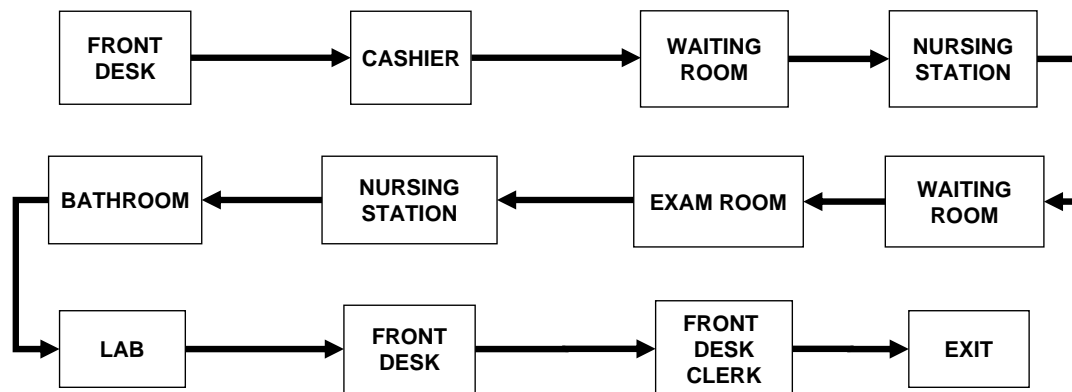 FRONT
DESK
CASHIER
WAITING
ROOM
NURSING
STATION
WAITING
ROOM
EXAM ROOM
NURSING
STATION
BATHROOM
LAB
FRONT
DESK
FRONT
DESK
CLERK
EXIT